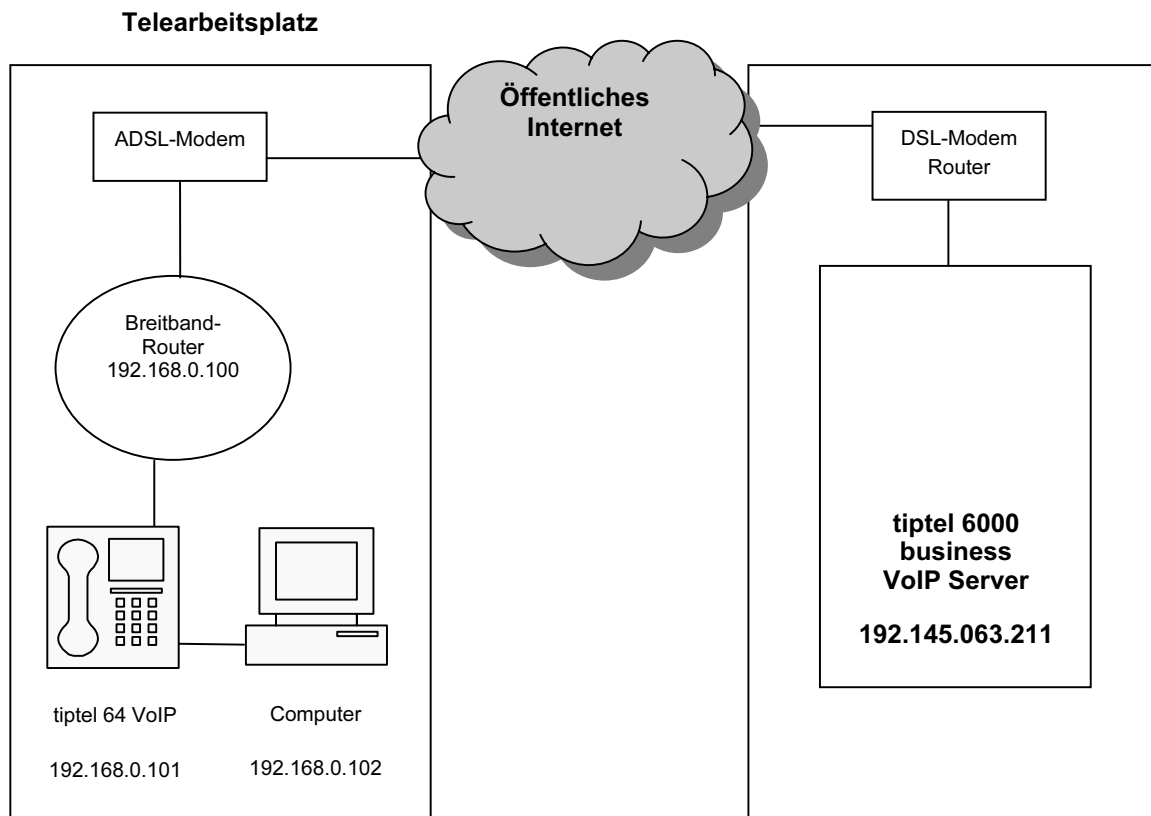 Telearbeitsplatz
Öffentliches
Internet
ADSL-Modem
DSL-Modem
Router
Breitband-
Router
192.168.0.100
tiptel 6000
business
VoIP Server
192.145.063.211
tiptel 64 VoIP
Computer
192.168.0.101
192.168.0.102